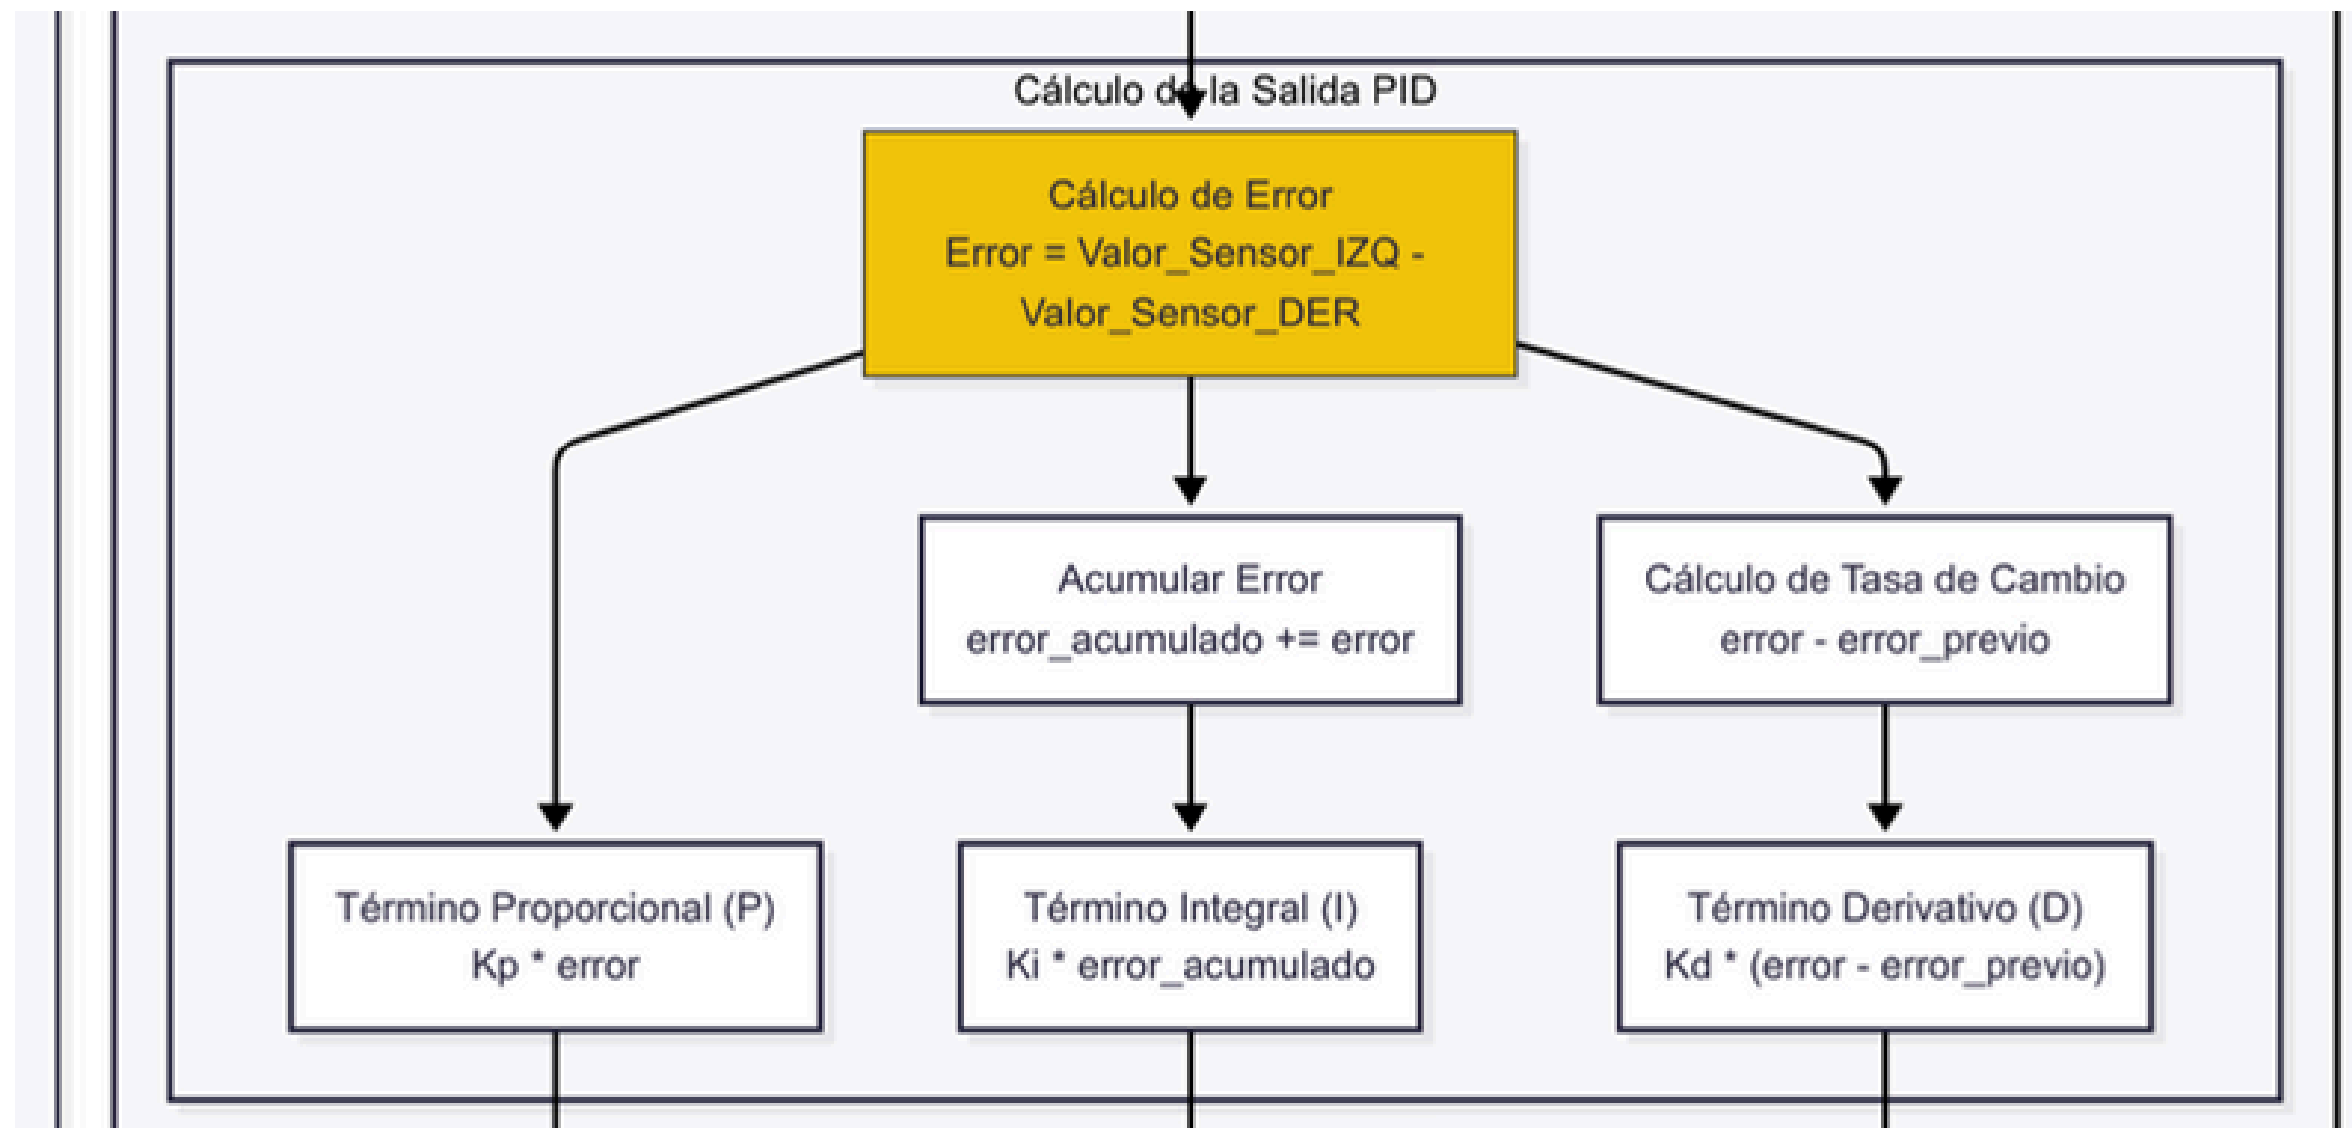 Cálculo de la Salida PID
Cálculo de Error
Error = Valor_Sensor_IZQ -
Valor_Sensor_DER
Acumular Error
error_acumulado += error
Cálculo de Tasa de Cambio
error - error_previo
Término Proporcional (P)
Kp * error
Término Integral (I)
Ki * error_acumulado
Término Derivativo (D)
Kd * (error - error_previo)